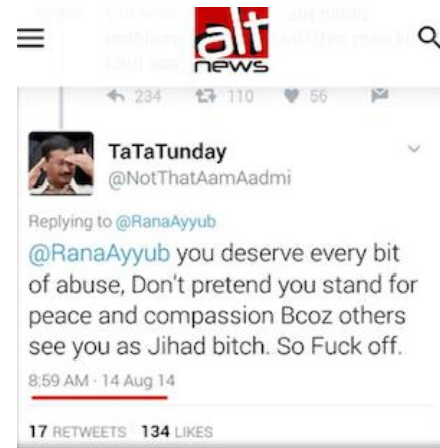 alt
news
234 110 56
TaTaTunday
@NotThatAamAadmi
Replying to @RanaAyyub
@RanaAyyub you deserve every bit
of abuse, Don't pretend you stand for
peace and compassion Bcoz others
see you as Jihad bitch. So Fuck off.
8:59 AM · 14 Aug 14
17 RETWEETS 134 LIKES